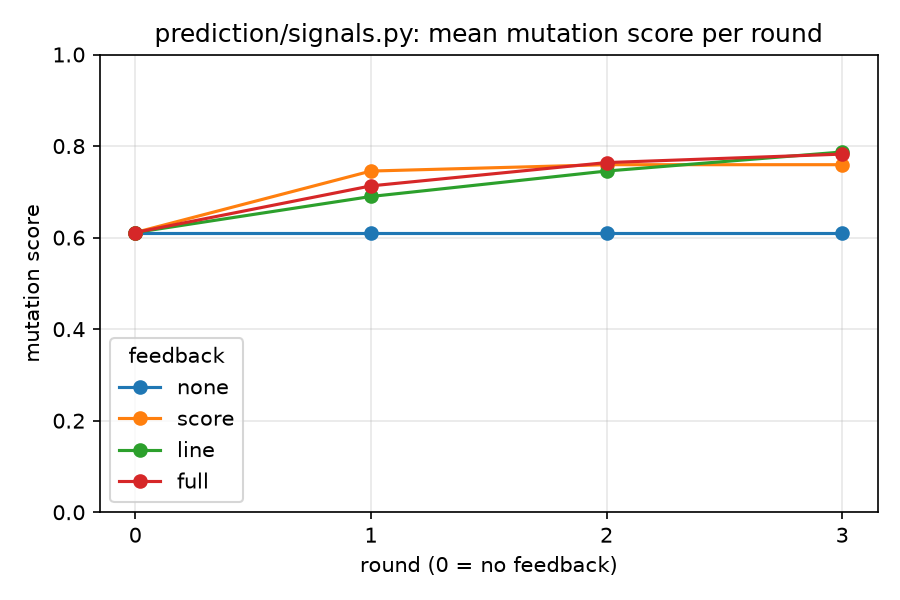 prediction/signals.py: mean mutation score per round
mutation score
1.0
0.8
0.6
0.4
0.2
0.0
feedback
none
score
line
full
0 1 2 3
round (0 = no feedback)